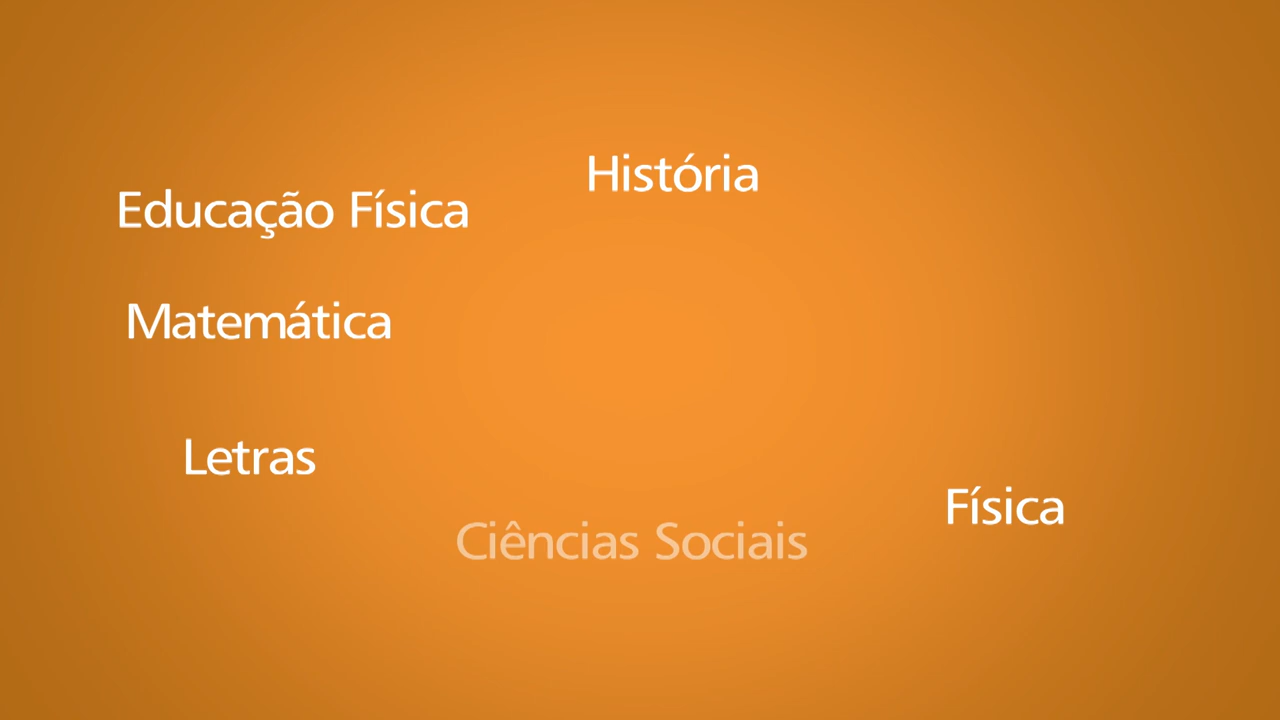 História
Educação Física
Matemática
Letras
Física
Ciências Sociais